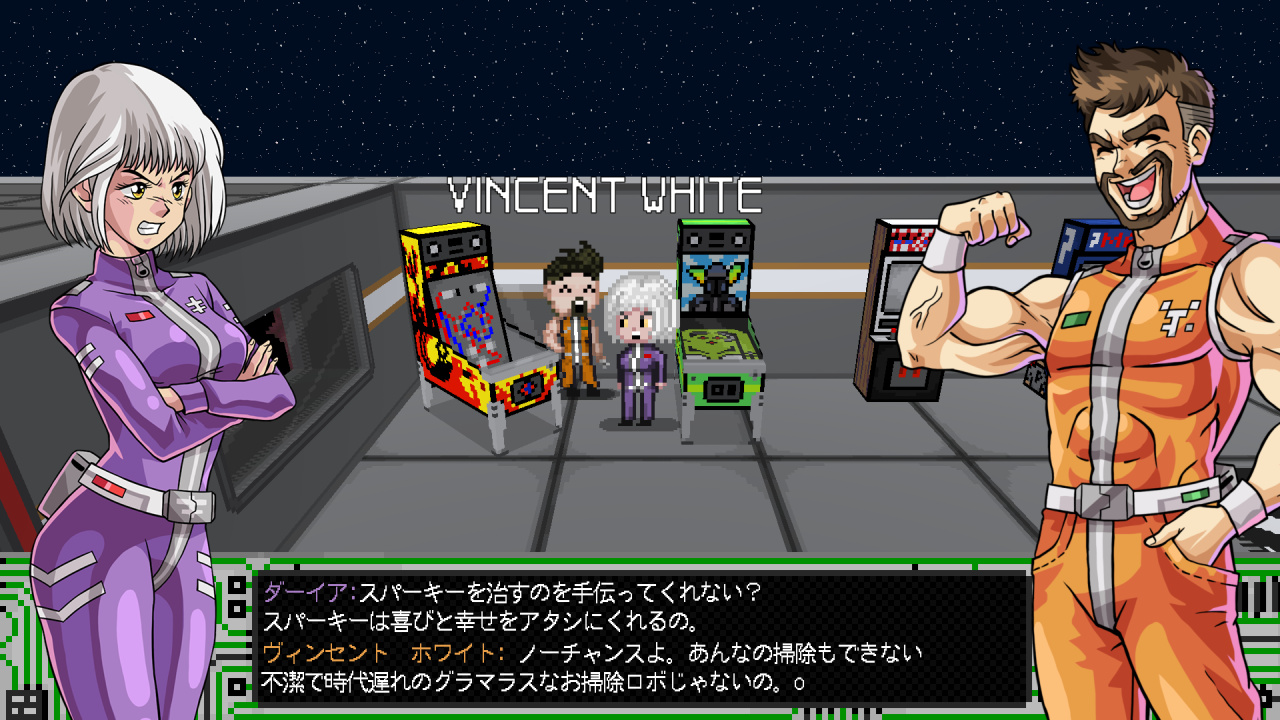 VINCENT WHITE
ダーイア:スパーキーを治すのを手伝ってくれない?
スパーキーは喜びと幸せをアタシにくれるの。
ヴィンセント　ホワイト: ノーチャンスよ。あんなの掃除もできない
不潔で時代遅れのグラマラスなお掃除ロボじゃないの。o